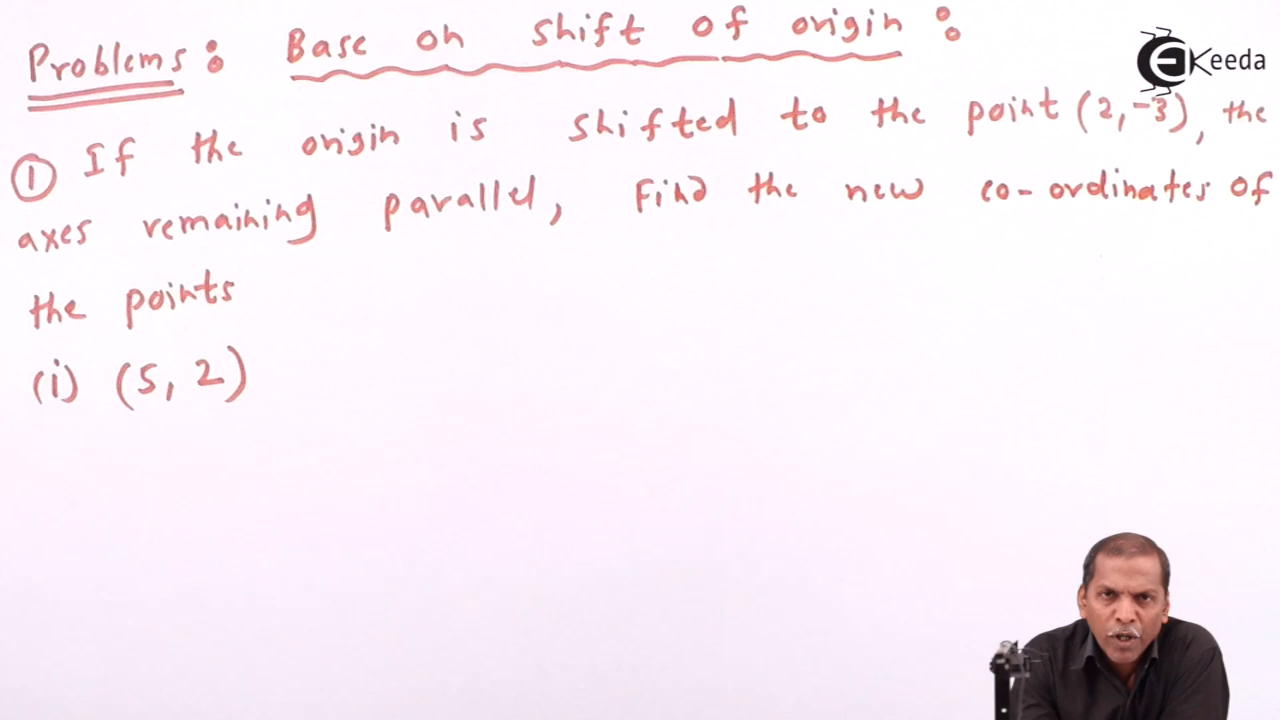 Problems: Base on shift of origin:
EKeeda
① If the origin is shifted to the point (2,-3), the
axes remaining parallel, Find the new co-ordinates of
the points
(i) (5, 2)